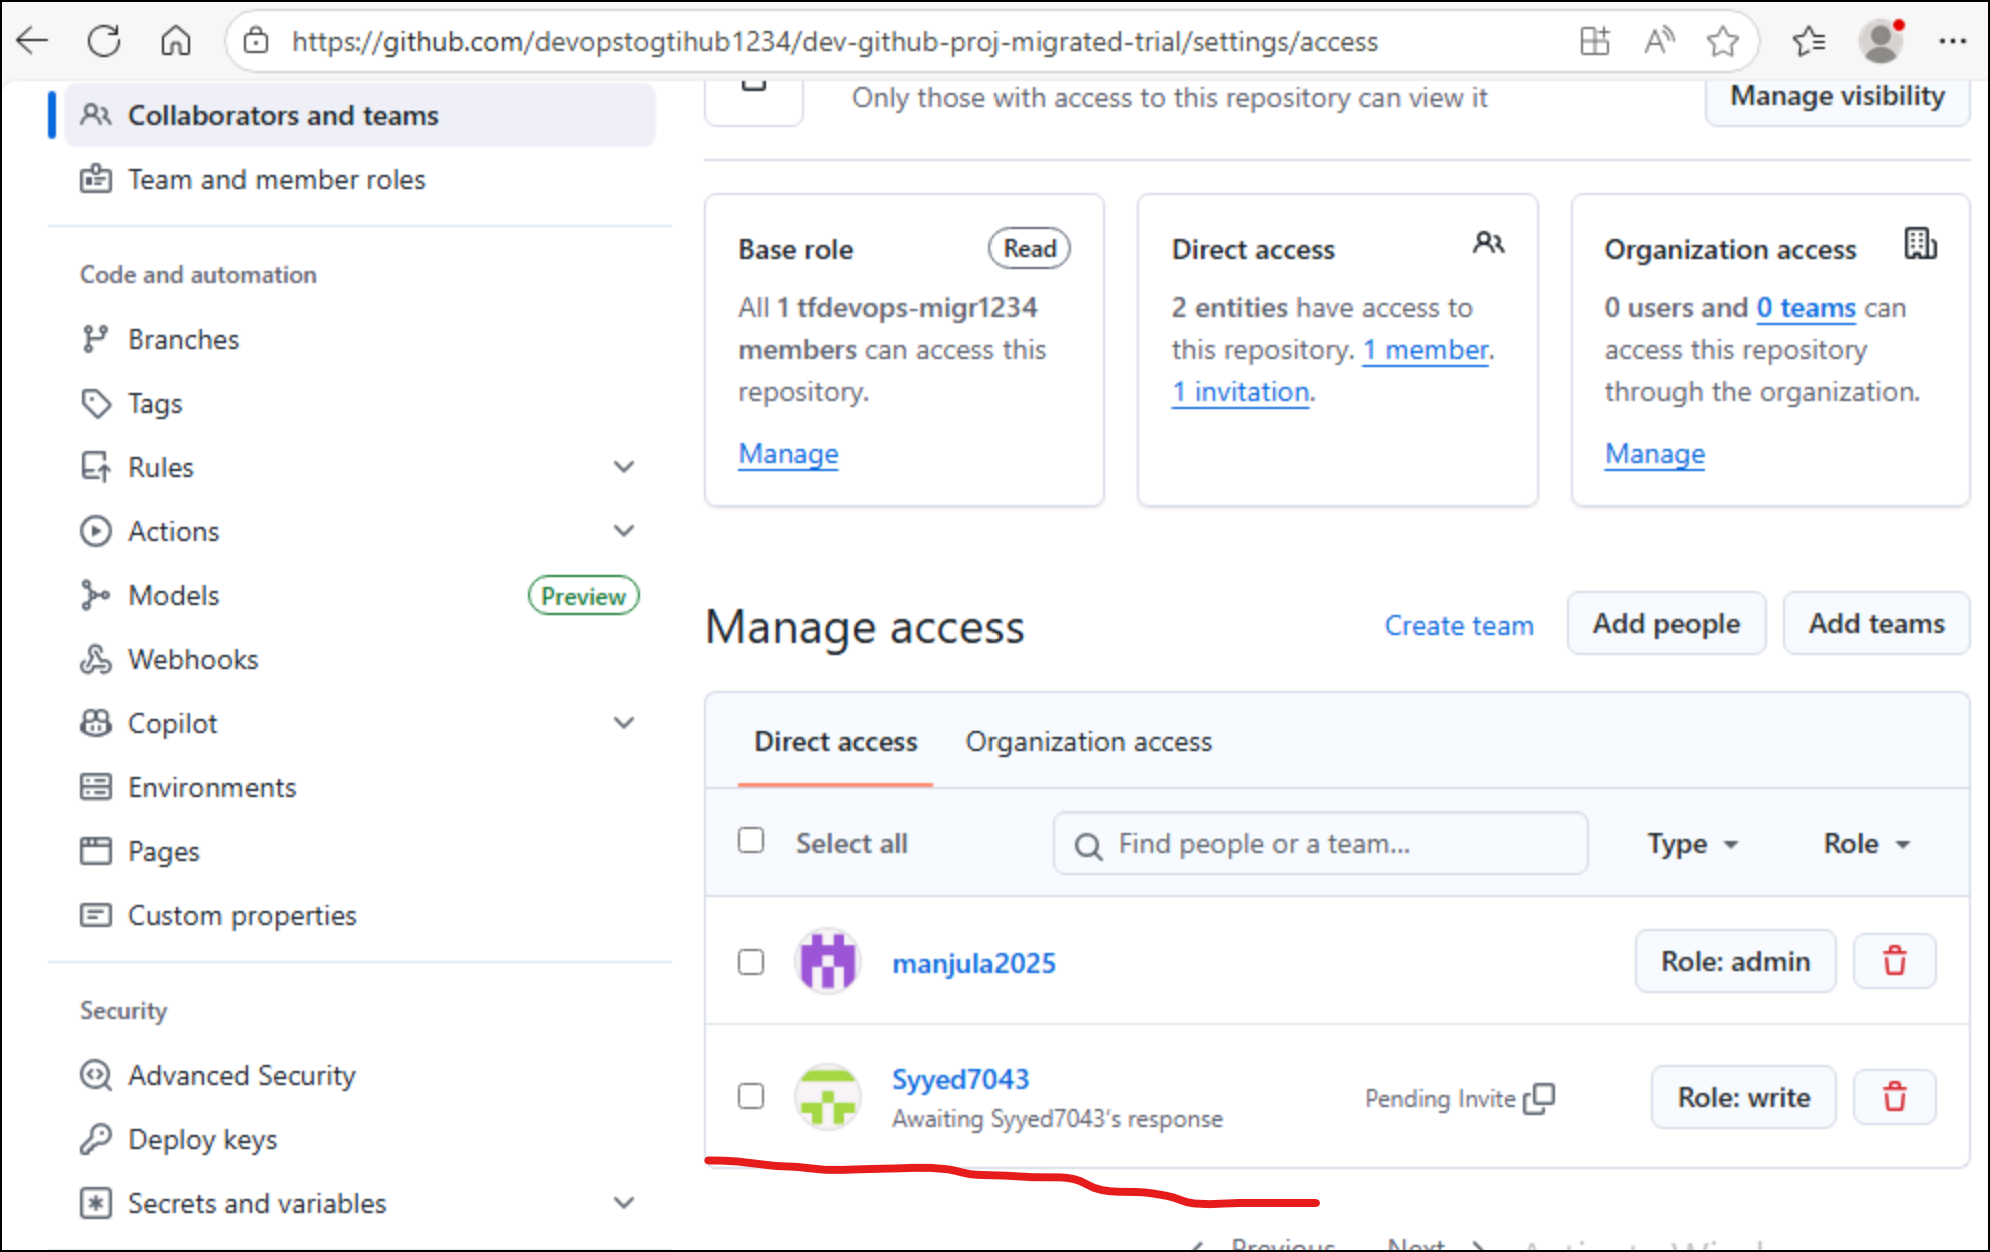 https://github.com/devopstogtihub1234/dev-github-proj-migrated-trial/settings/access
Collaborators and teams
Team and member roles
Code and automation
Branches
Tags
Rules
Actions
Models Preview
Webhooks
Copilot
Environments
Pages
Custom properties
Security
Advanced Security
Deploy keys
Secrets and variables
Only those with access to this repository can view it
Manage visibility
Base role Read
All 1 tfdevops-migr1234
members can access this
repository.
Manage
Direct access
2 entities have access to
this repository. 1 member.
1 invitation.
Organization access
0 users and 0 teams can
access this repository
through the organization.
Manage
Manage access
Create team
Add people
Add teams
Direct access Organization access
Select all Find people or a team... Type Role
manjula2025 Role: admin
Syyed7043
Awaiting Syyed7043's response
Pending Invite
Role: write
Previous Next